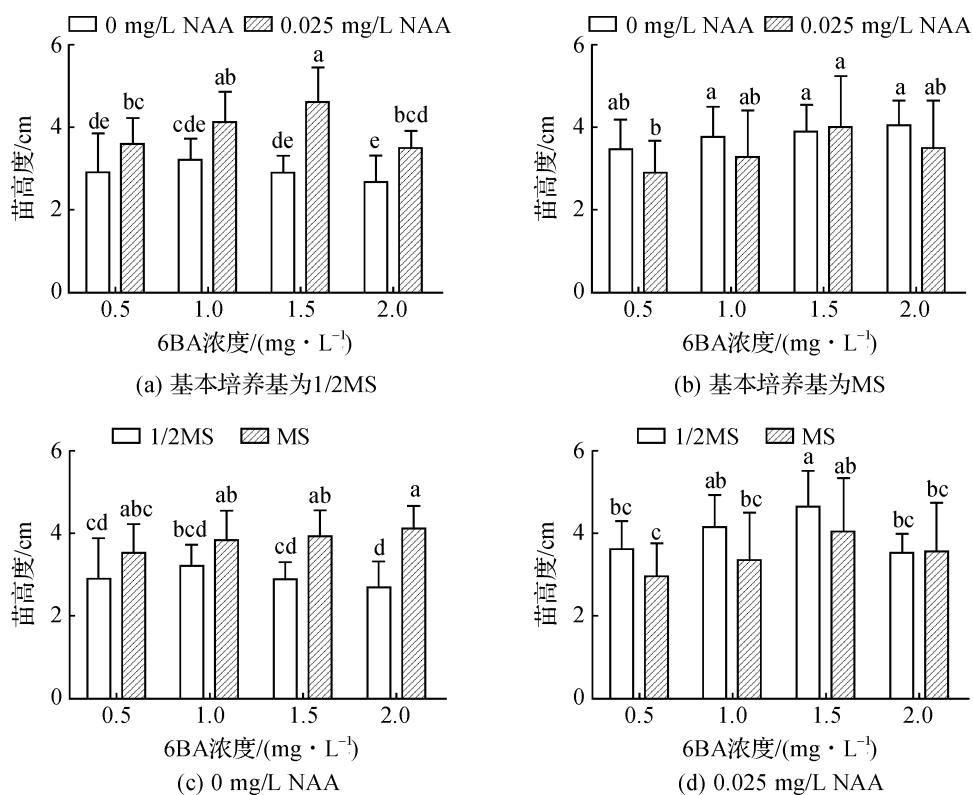 0 mg/L NAA 0.025 mg/L NAA
6
4
2
0
苗高度/cm
de bc cde ab de a e bcd
0.5 1.0 1.5 2.0
6BA浓度/(mg·L⁻¹)
(a) 基本培养基为1/2MS
0 mg/L NAA 0.025 mg/L NAA
6
4
2
0
苗高度/cm
ab b a ab a a a ab
0.5 1.0 1.5 2.0
6BA浓度/(mg·L⁻¹)
(b) 基本培养基为MS
1/2MS MS
6
4
2
0
苗高度/cm
cd abc bcd ab cd ab d a
0.5 1.0 1.5 2.0
6BA浓度/(mg·L⁻¹)
(c) 0 mg/L NAA
1/2MS MS
6
4
2
0
苗高度/cm
bc c ab bc a ab bc bc
0.5 1.0 1.5 2.0
6BA浓度/(mg·L⁻¹)
(d) 0.025 mg/L NAA